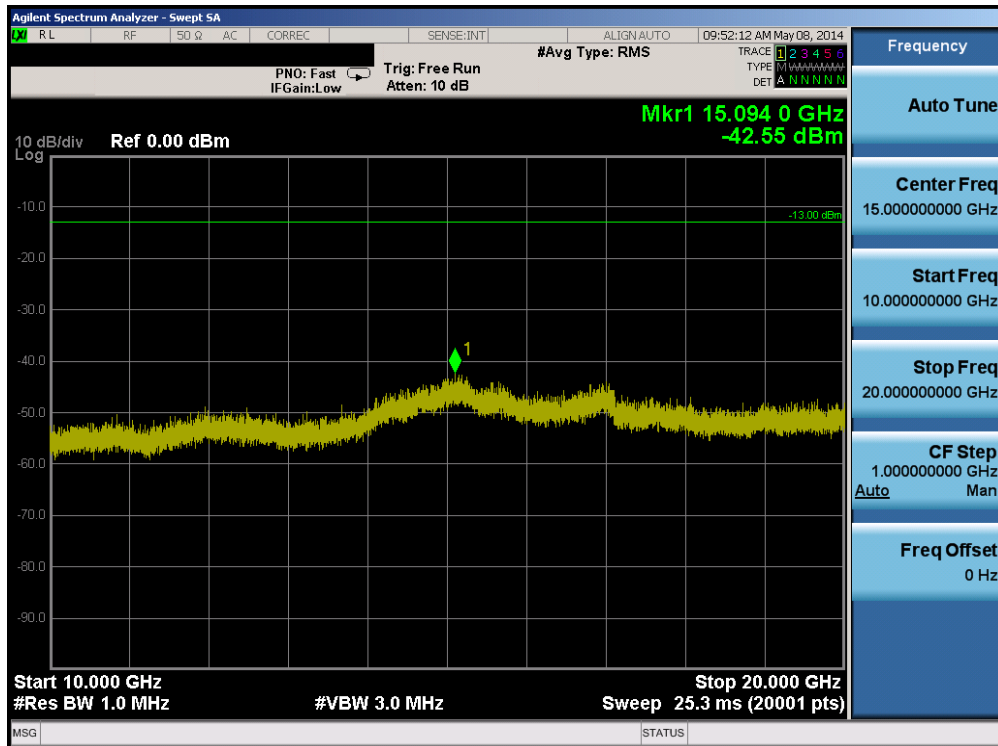 Agilent Spectrum Analyzer - Swept SA
LXI RL RF 50 Ω AC CORREC SENSE:INT ALIGN AUTO 09:52:12 AM May 08, 2014
#Avg Type: RMS TRACE 1 2 3 4 5 6
PNO: Fast Trig: Free Run TYPE M WWWWW
IFGain:Low Atten: 10 dB DET A N N N N N
Mkr1 15.094 0 GHz
-42.55 dBm
10 dB/div Ref 0.00 dBm
Log
-10.0
-13.00 dBm
-20.0
-30.0
-40.0
1
-50.0
-60.0
-70.0
-80.0
-90.0
Start 10.000 GHz Stop 20.000 GHz
#Res BW 1.0 MHz #VBW 3.0 MHz Sweep 25.3 ms (20001 pts)
MSG STATUS
Frequency
Auto Tune
Center Freq
15.000000000 GHz
Start Freq
10.000000000 GHz
Stop Freq
20.000000000 GHz
CF Step
1.000000000 GHz
Auto Man
Freq Offset
0 Hz